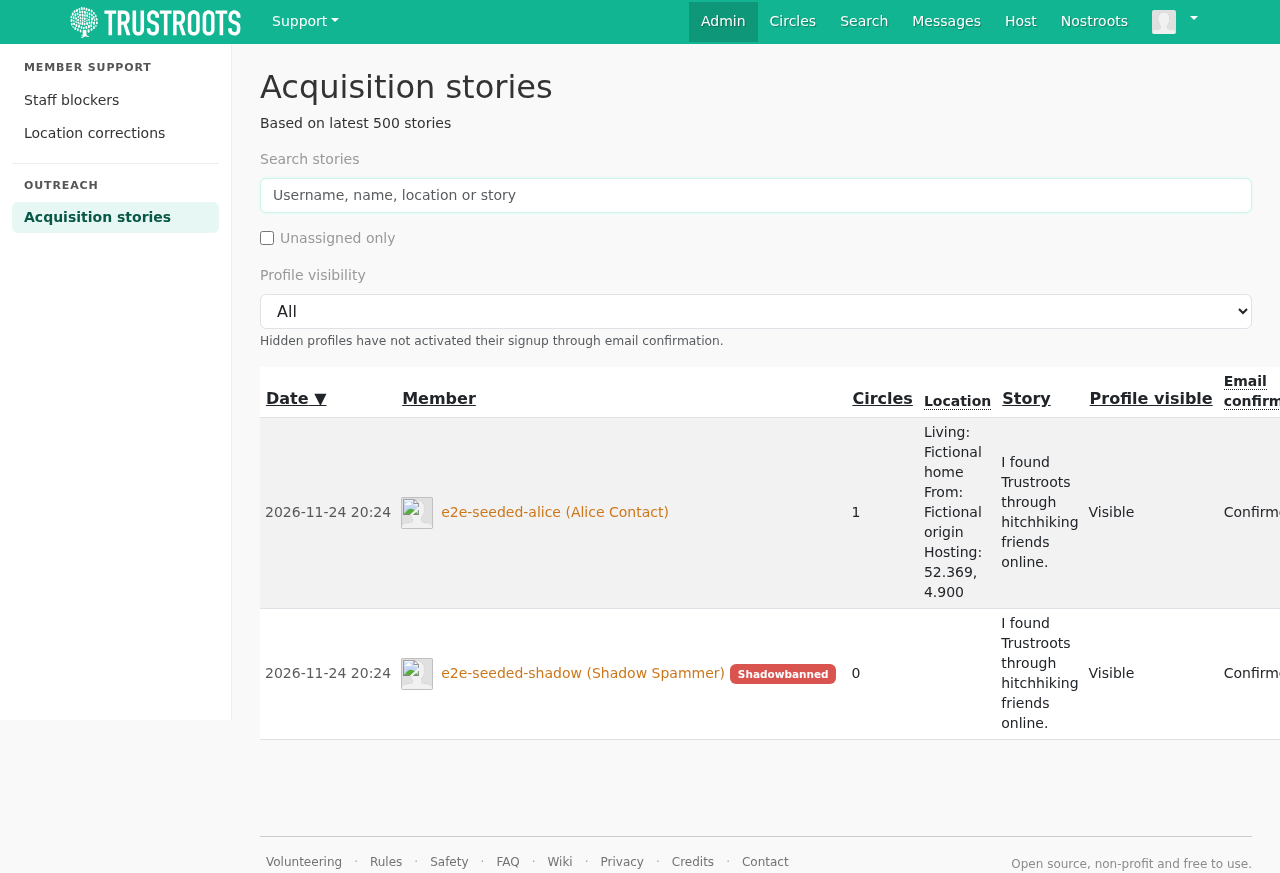 TRUSTROOTS
Support
Admin
Circles
Search
Messages
Host
Nostroots
MEMBER SUPPORT
Staff blockers
Location corrections
OUTREACH
Acquisition stories
Acquisition stories
Based on latest 500 stories
Search stories
Username, name, location or story
Unassigned only
Profile visibility
All
Hidden profiles have not activated their signup through email confirmation.
Date ▼
Member
Circles
Location
Story
Profile visible
Email
confirm
2026-11-24 20:24
e2e-seeded-alice (Alice Contact)
1
Living:
Fictional
home
From:
Fictional
origin
Hosting:
52.369,
4.900
I found
Trustroots
through
hitchhiking
friends
online.
Visible
Confirm
2026-11-24 20:24
e2e-seeded-shadow (Shadow Spammer)
Shadowbanned
0
I found
Trustroots
through
hitchhiking
friends
online.
Visible
Confirm
Volunteering · Rules · Safety · FAQ · Wiki · Privacy · Credits · Contact
Open source, non-profit and free to use.